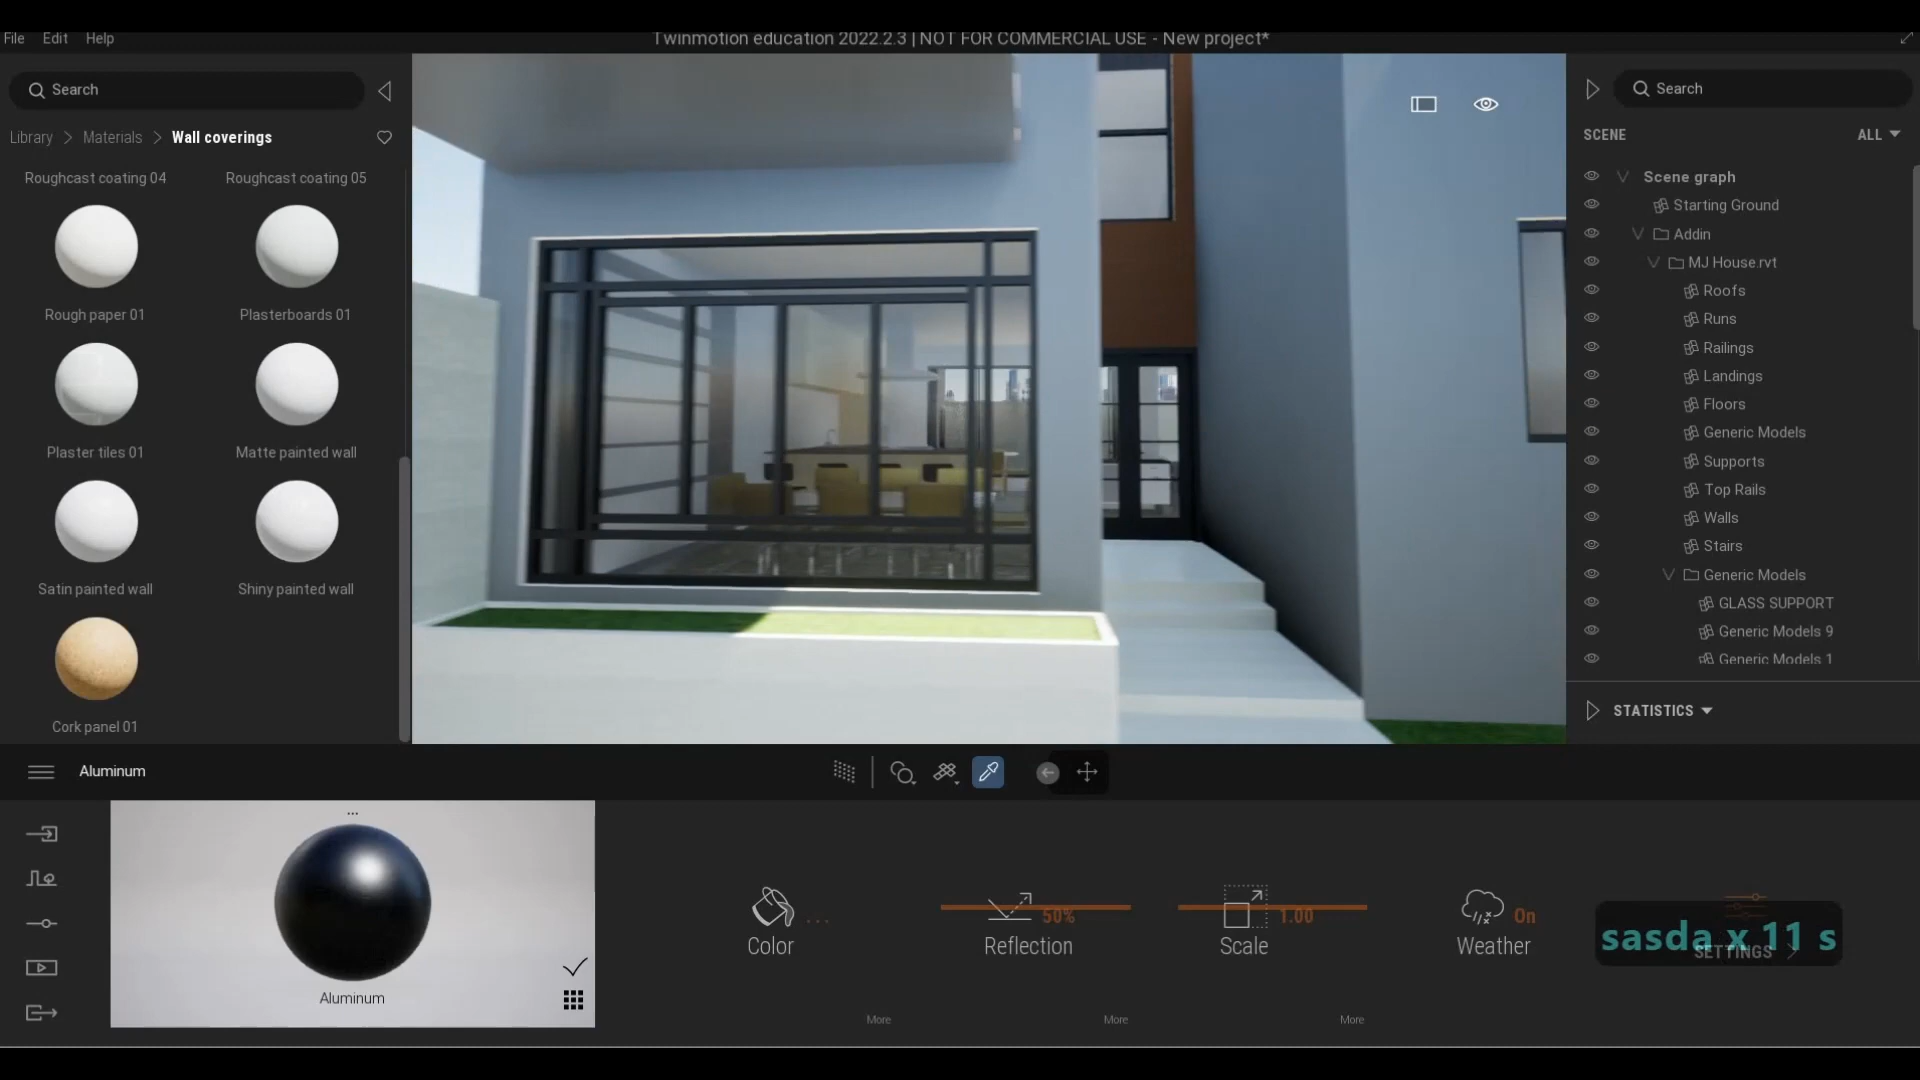 File Edit Help
Twinmotion education 2022.2.3 | NOT FOR COMMERCIAL USE - New project*
Search
Library > Materials > Wall coverings
Roughcast coating 04
Roughcast coating 05
Rough paper 01
Plasterboards 01
Plaster tiles 01
Matte painted wall
Satin painted wall
Shiny painted wall
Cork panel 01
Search
SCENE
ALL
Scene graph
Starting Ground
Addin
MJ House.rvt
Roofs
Runs
Railings
Landings
Floors
Generic Models
Supports
Top Rails
Walls
Stairs
Generic Models
GLASS SUPPORT
Generic Models 9
Generic Models 1
STATISTICS
Aluminum
...
Aluminum
...
Color
50%
Reflection
1.00
Scale
On
Weather
sasda x 11 s
SETTINGS
More
More
More